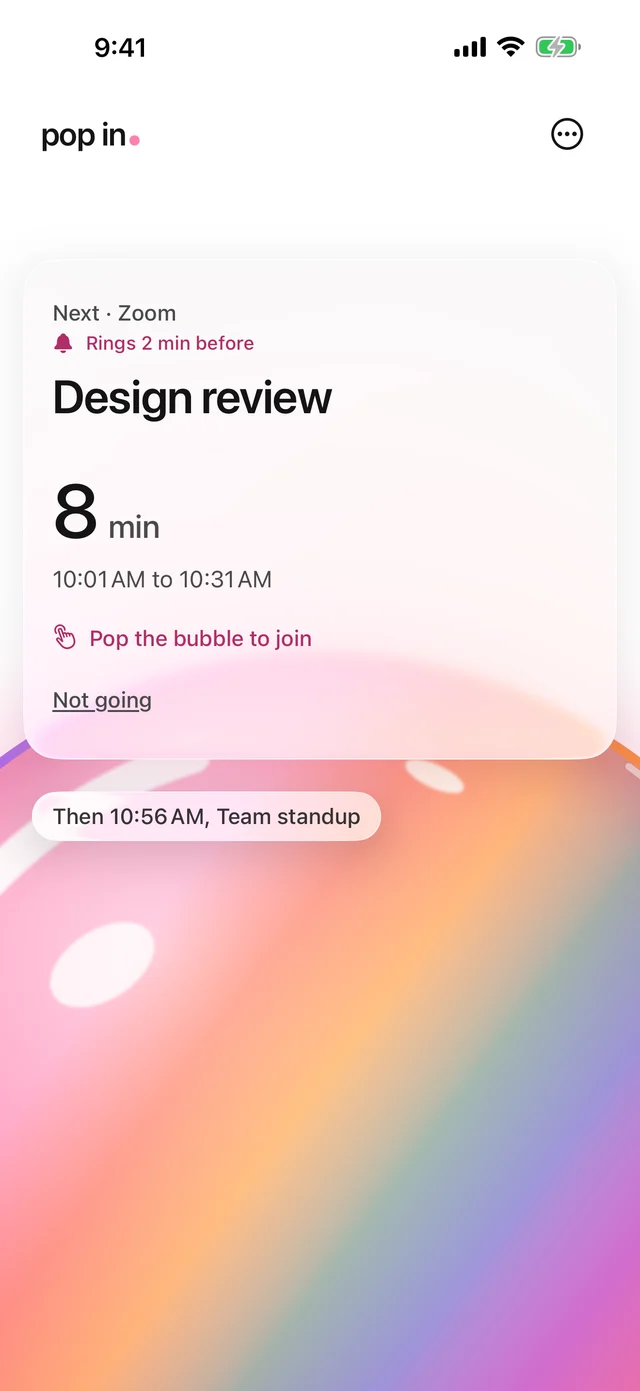 9:41
pop in.
Next · Zoom
Rings 2 min before
Design review
8 min
10:01 AM to 10:31 AM
Pop the bubble to join
Not going
Then 10:56 AM, Team standup